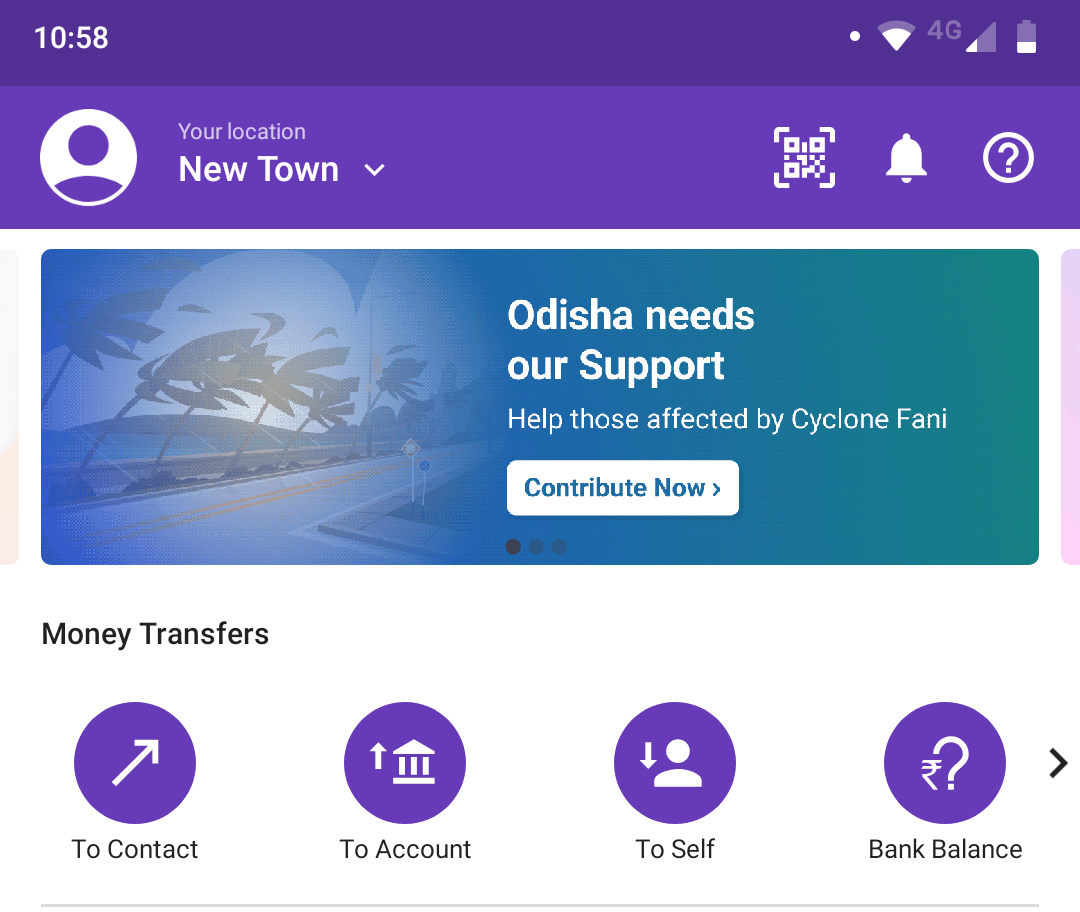 10:58
4G
Your location
New Town
Odisha needs
our Support
Help those affected by Cyclone Fani
Contribute Now ›
Money Transfers
To Contact
To Account
To Self
₹?
Bank Balance